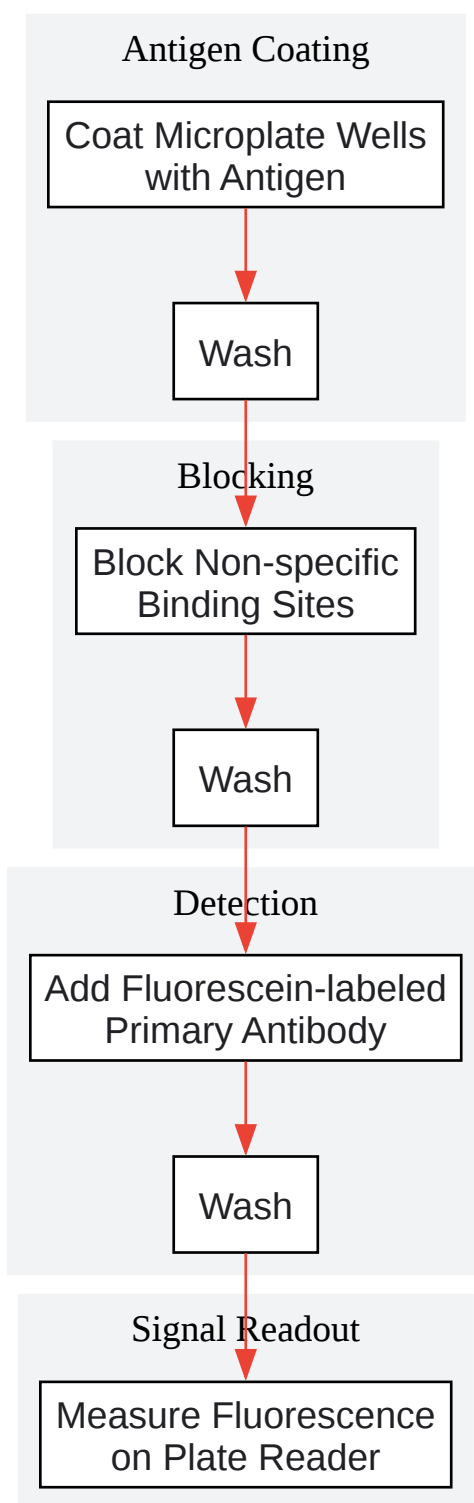 Antigen Coating
Coat Microplate Wells
with Antigen
Wash
Blocking
Block Non-specific
Binding Sites
Wash
Detection
Add Fluorescein-labeled
Primary Antibody
Wash
Signal Readout
Measure Fluorescence
on Plate Reader